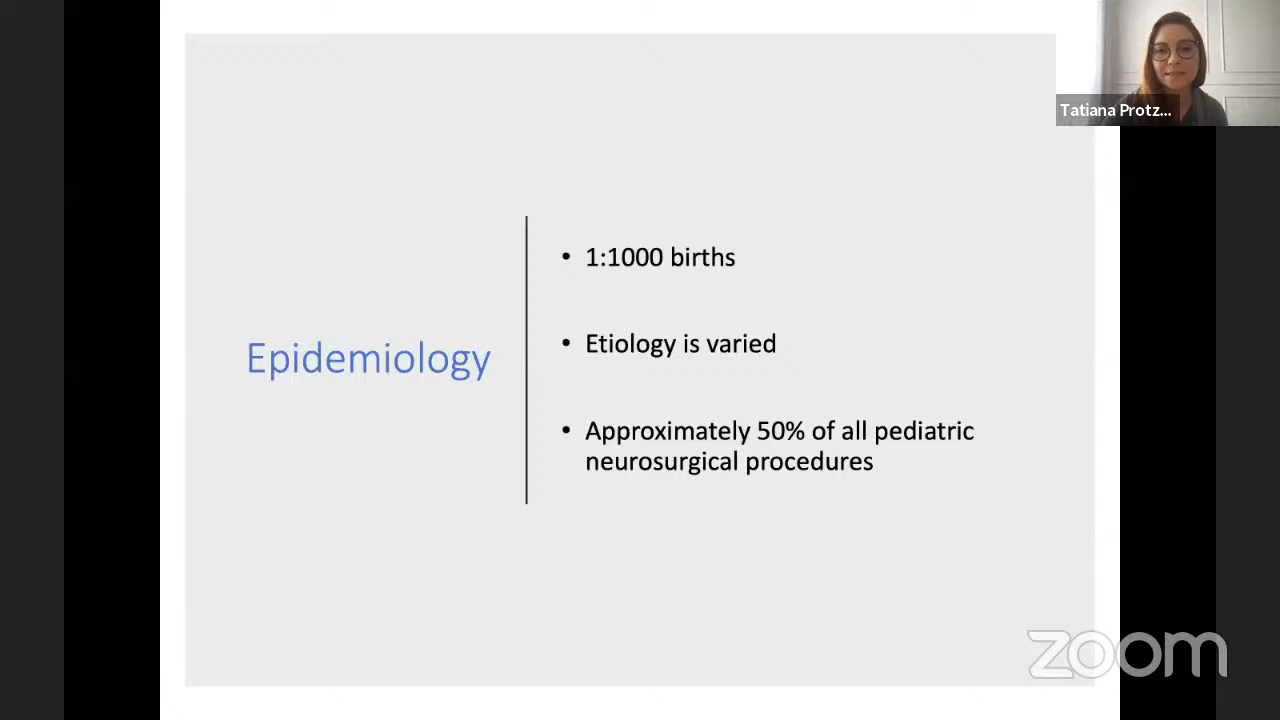 Tatiana Protz...
Epidemiology
• 1:1000 births
• Etiology is varied
• Approximately 50% of all pediatric
neurosurgical procedures
zoom